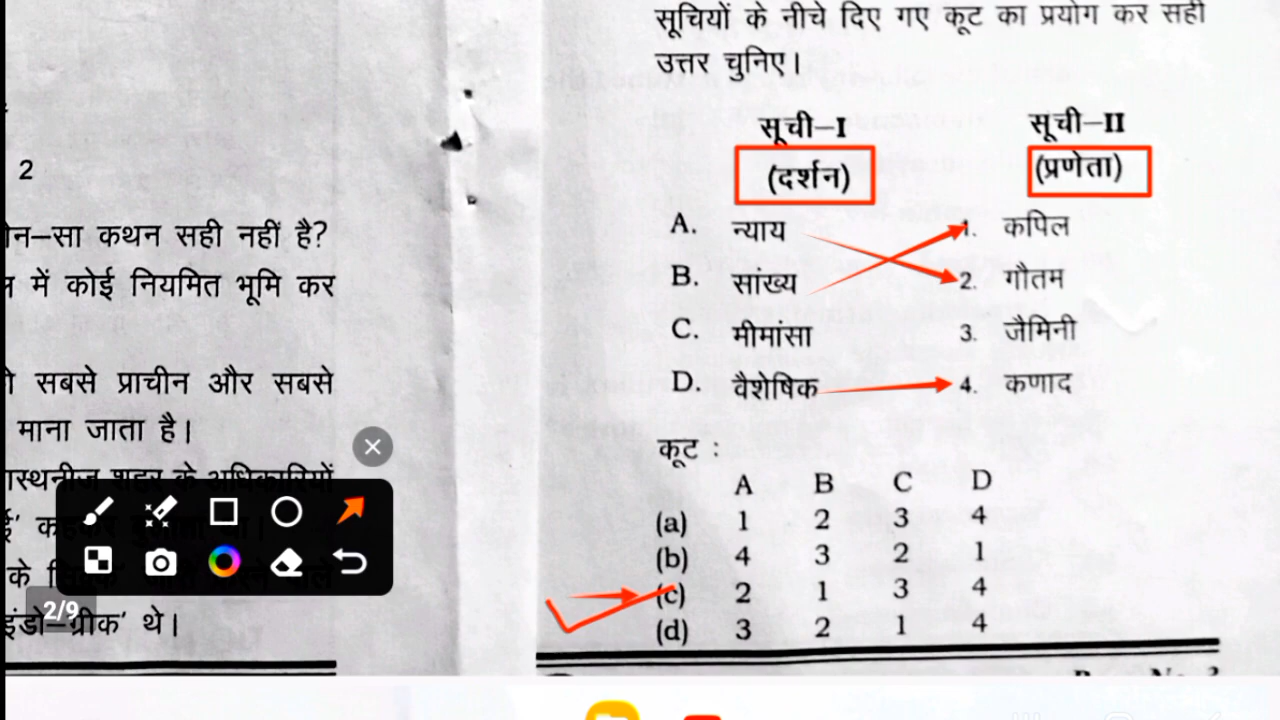 सूचियों के नीचे दिए गए कूट का प्रयोग कर सही
उत्तर चुनिए।
सूची–I सूची–II
(दर्शन) (प्रणेता)
A. न्याय 1. कपिल
B. सांख्य 2. गौतम
C. मीमांसा 3. जैमिनी
D. वैशेषिक 4. कणाद
कूट :
A B C D
(a) 1 2 3 4
(b) 4 3 2 1
(c) 2 1 3 4
(d) 3 2 1 4
2
कथन सही नहीं है?
में कोई नियमित भूमि कर
सबसे प्राचीन और सबसे
माना जाता है।
शहर के अधिकारियों
के
2/9
इंडो–ग्रीक' थे।